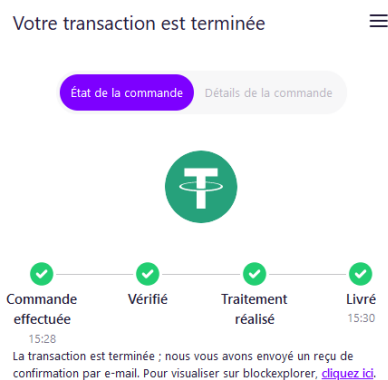 Votre transaction est terminée
État de la commande Détails de la commande
Commande effectuée Vérifié Traitement réalisé Livré
15:28 15:30
La transaction est terminée ; nous vous avons envoyé un reçu de
confirmation par e-mail. Pour visualiser sur blockexplorer, cliquez ici.